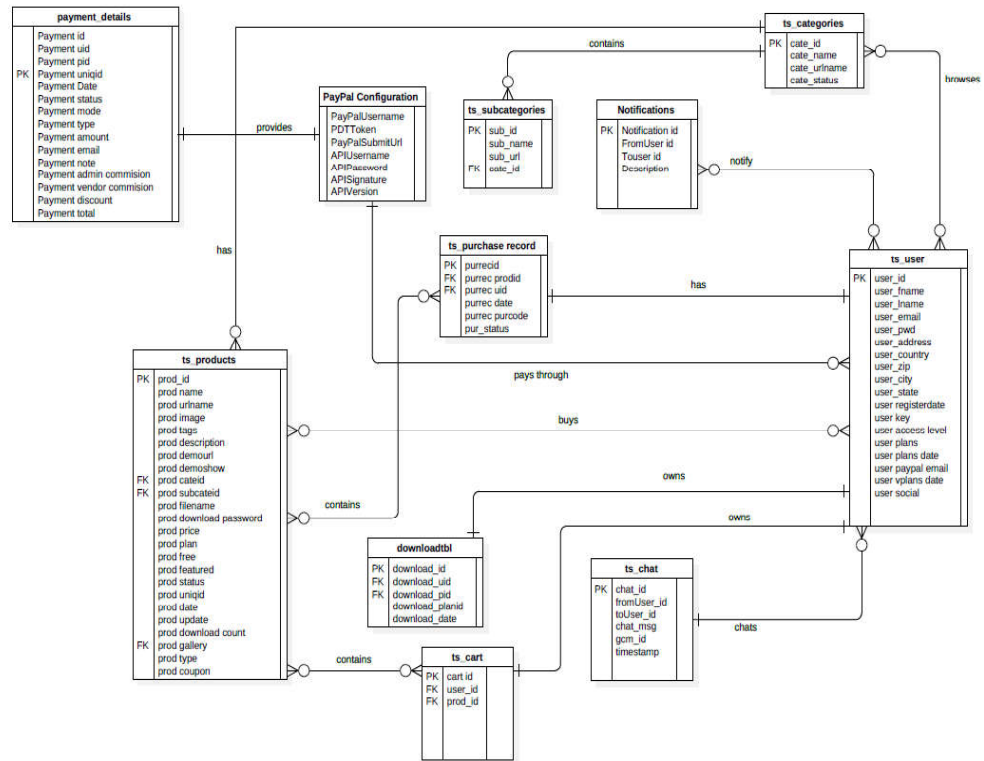 payment_details
Payment id
Payment uid
Payment pid
PK Payment uniqid
Payment Date
Payment status
Payment mode
Payment type
Payment amount
Payment email
Payment note
Payment admin commision
Payment vendor commision
Payment discount
Payment total
provides
PayPal Configuration
PayPalUsername
PDTToken
PayPalSubmitUrl
APIUsername
APIPassword
APISignature
APIVersion
contains
ts_categories
PK cate_id
cate_name
cate_urlname
cate_status
browses
ts_subcategories
PK sub_id
sub_name
sub_url
FK cate_id
Notifications
PK Notification id
FromUser id
Touser id
Description
notify
has
ts_purchase record
PK purrecid
FK purrec prodid
FK purrec uid
purrec date
purrec purcode
pur_status
has
ts_user
PK user_id
user_fname
user_lname
user_email
user_pwd
user_address
user_country
user_zip
user_city
user_state
user registerdate
user key
user access level
user plans
user plans date
user paypal email
user vplans date
user social
pays through
buys
ts_products
PK prod_id
prod name
prod urlname
prod image
prod tags
prod description
prod demourl
prod demoshow
FK prod cateid
FK prod subcateid
prod filename
prod download password
prod price
prod plan
prod free
prod featured
prod status
prod uniqid
prod date
prod update
prod download count
FK prod gallery
prod type
prod coupon
contains
owns
owns
downloadtbl
PK download_id
FK download_uid
FK download_pid
download_planid
download_date
ts_chat
PK chat_id
fromUser_id
toUser_id
chat_msg
gcm_id
timestamp
chats
contains
ts_cart
PK cart id
FK user_id
FK prod_id